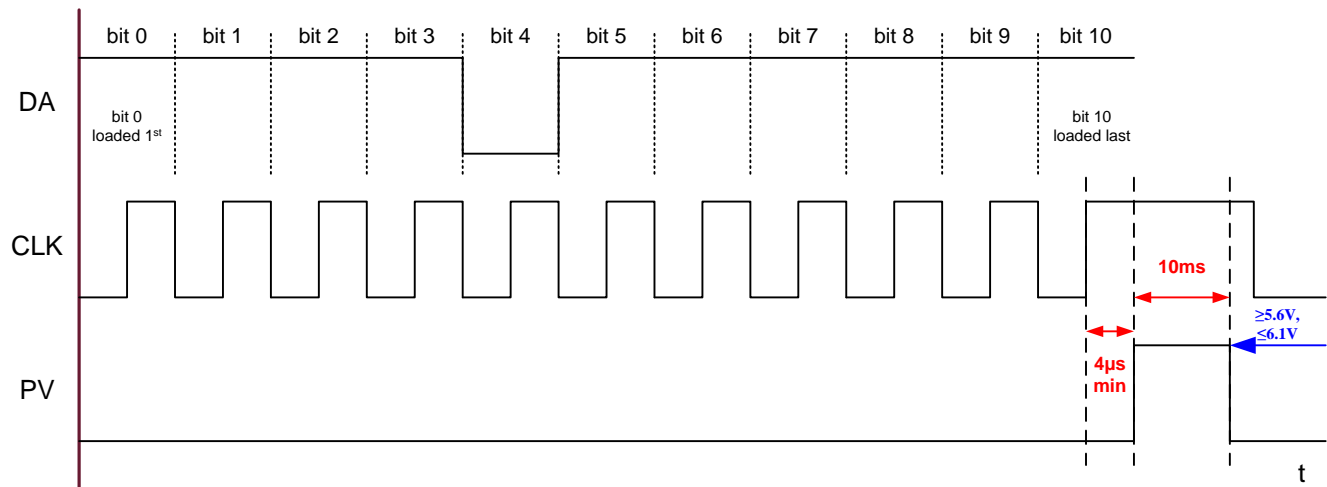 bit 0 bit 1 bit 2 bit 3 bit 4 bit 5 bit 6 bit 7 bit 8 bit 9 bit 10
DA
bit 0
loaded 1st
bit 10
loaded last
CLK
10ms
≥5.6V,
≤6.1V
4µs
min
PV
t